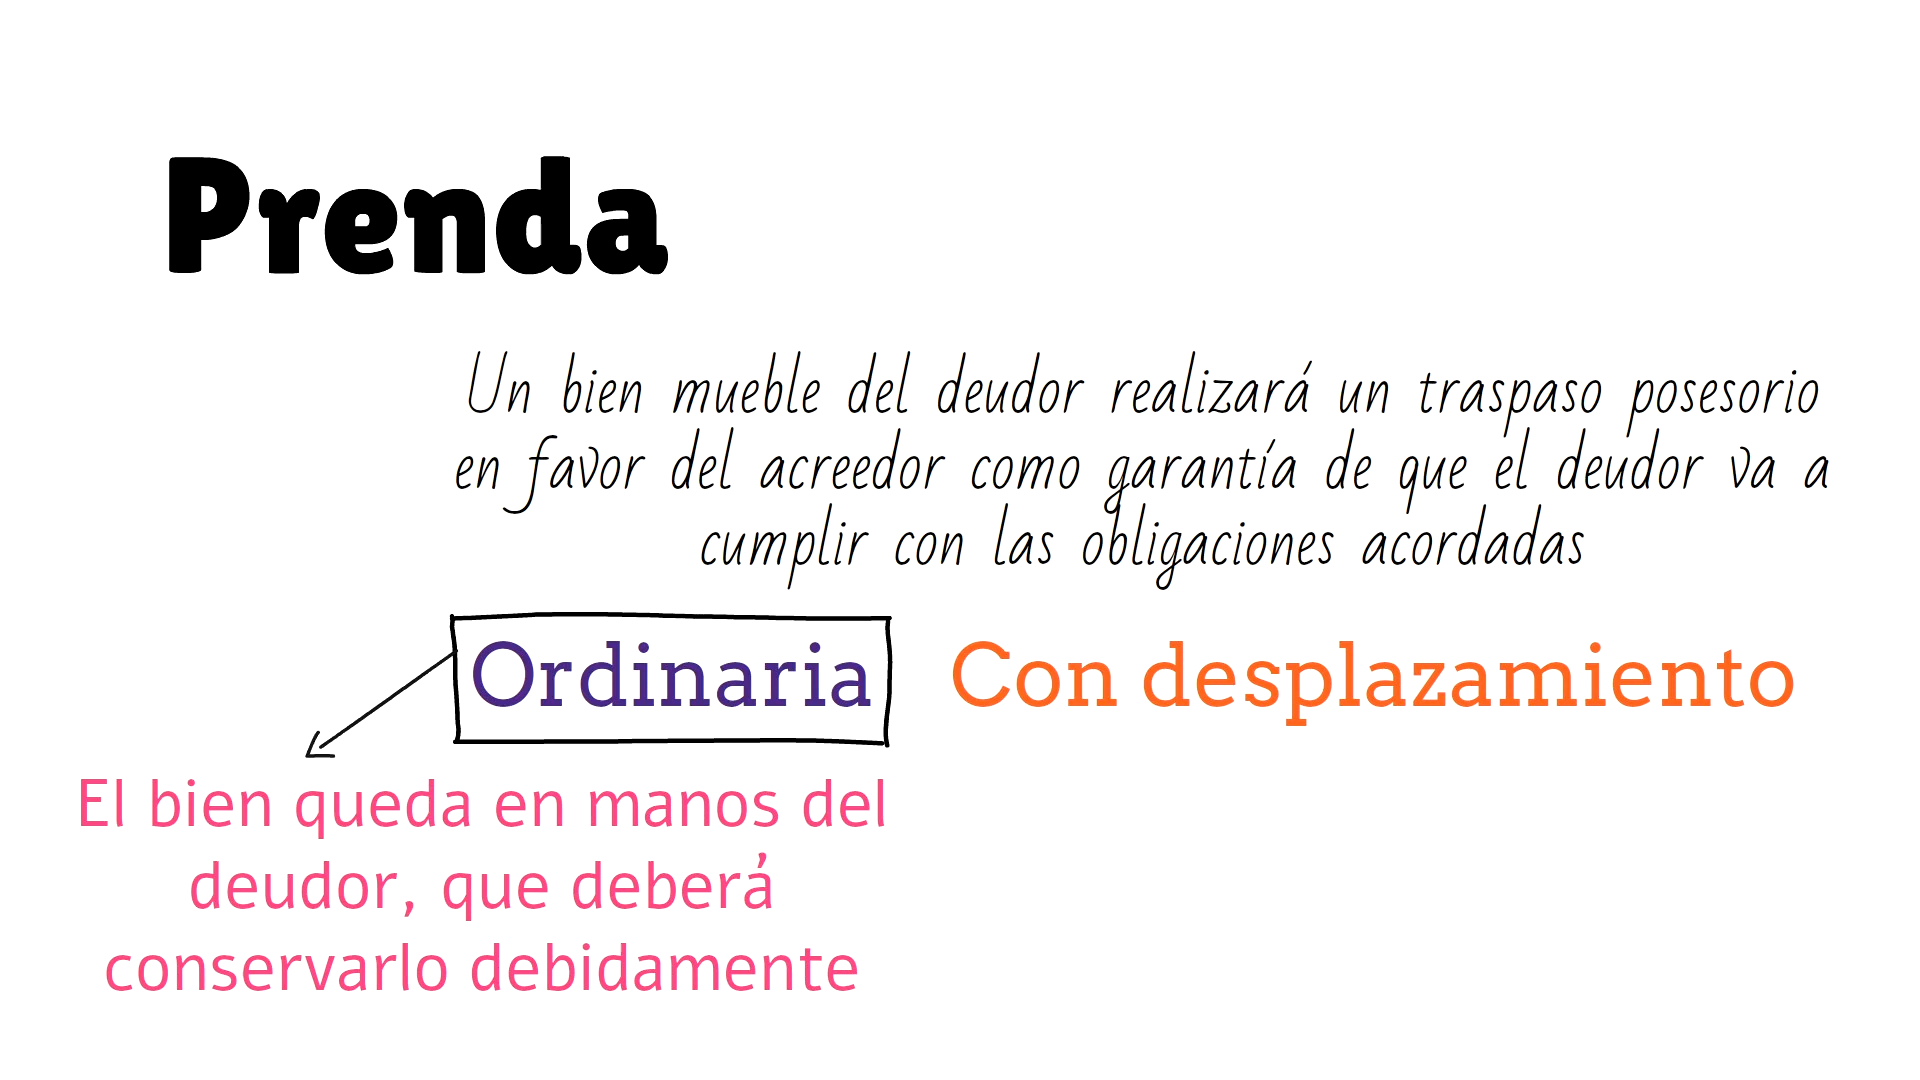 Prenda
Un bien mueble del deudor realizará un traspaso posesorio
en favor del acreedor como garantía de que el deudor va a
cumplir con las obligaciones acordadas
Ordinaria
Con desplazamiento
El bien queda en manos del
deudor, que deberá
conservarlo debidamente